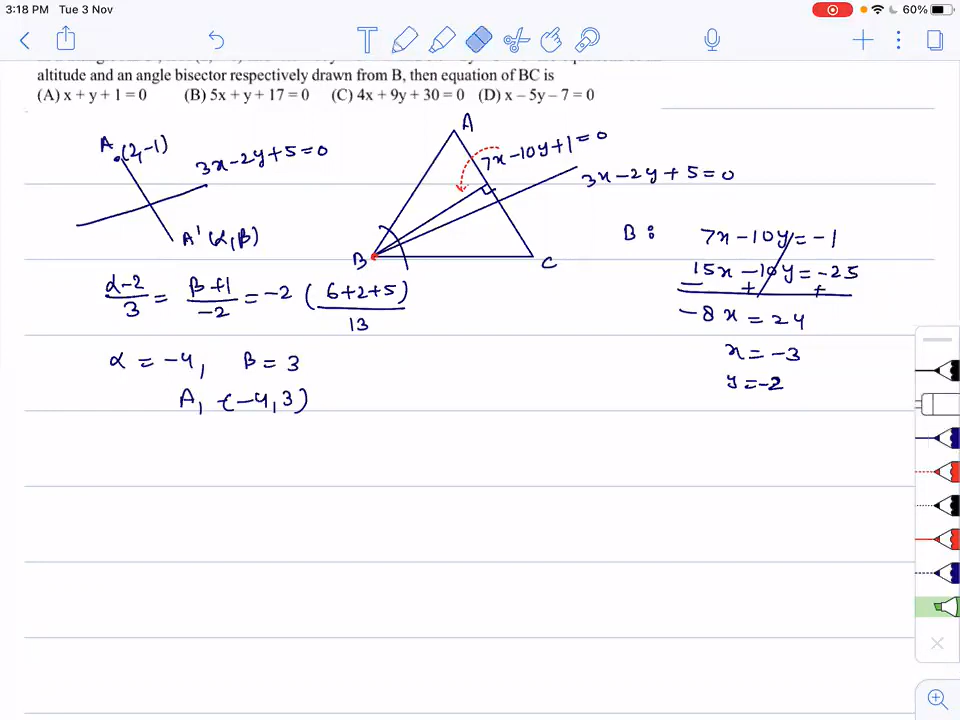 3:18 PM Tue 3 Nov
60%
altitude and an angle bisector respectively drawn from B, then equation of BC is
(A) x + y + 1 = 0 (B) 5x + y + 17 = 0 (C) 4x + 9y + 30 = 0 (D) x – 5y – 7 = 0
A (2,-1)
3x-2y+5=0
A' (α,β)
A
7x-10y+1=0
3x-2y+5=0
B
C
α-2/3 = β+1/-2 = -2 (6+2+5)/13
α = -4, β = 3
A, (-4,3)
B :
7x-10y=-1
15x-10y=-25
- + +
-8x = 24
x = -3
y = -2